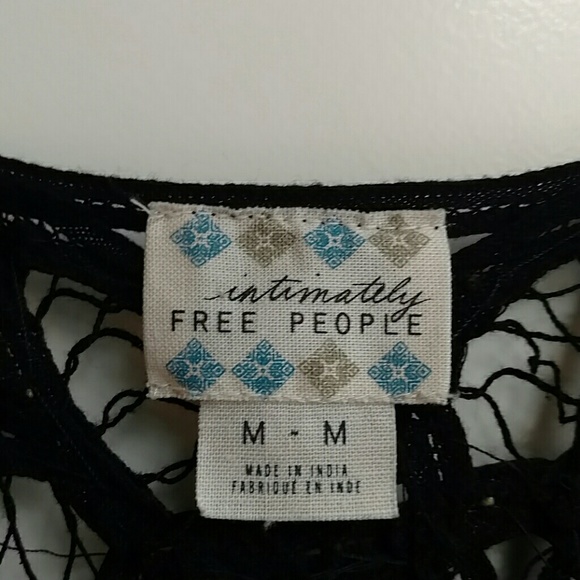 intimately
FREE PEOPLE
M - M
MADE IN INDIA
FABRIQUÉ EN INDE